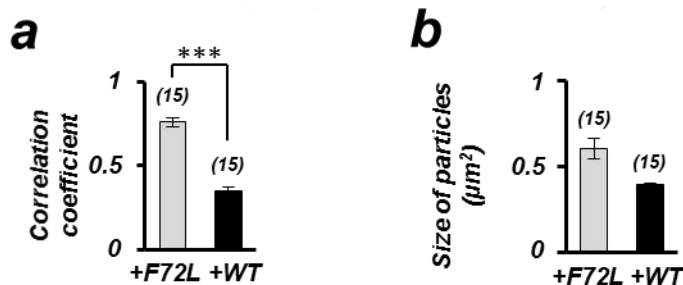 a
b
***
1
(15)
(15)
0.5
0
Correlation
coefficient
+F72L +WT
1
(15)
(15)
0.5
0
Size of particles
(μm²)
+F72L +WT